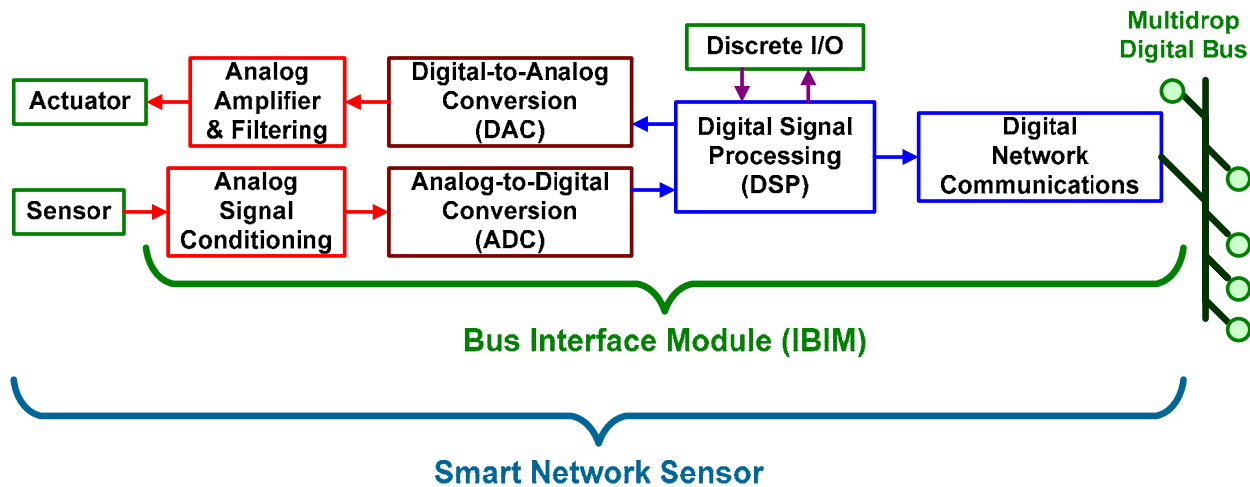 Multidrop
Digital Bus
Discrete I/O
Actuator
Analog
Amplifier
& Filtering
Digital-to-Analog
Conversion
(DAC)
Digital Signal
Processing
(DSP)
Digital
Network
Communications
Sensor
Analog
Signal
Conditioning
Analog-to-Digital
Conversion
(ADC)
Bus Interface Module (IBIM)
Smart Network Sensor